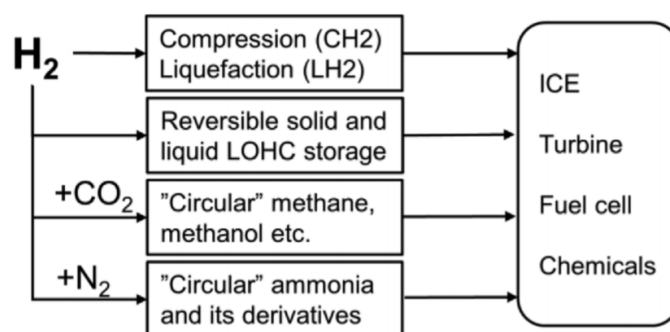 H₂
Compression (CH2)
Liquefaction (LH2)
Reversible solid and
liquid LOHC storage
+CO₂
”Circular” methane,
methanol etc.
+N₂
”Circular” ammonia
and its derivatives
ICE
Turbine
Fuel cell
Chemicals